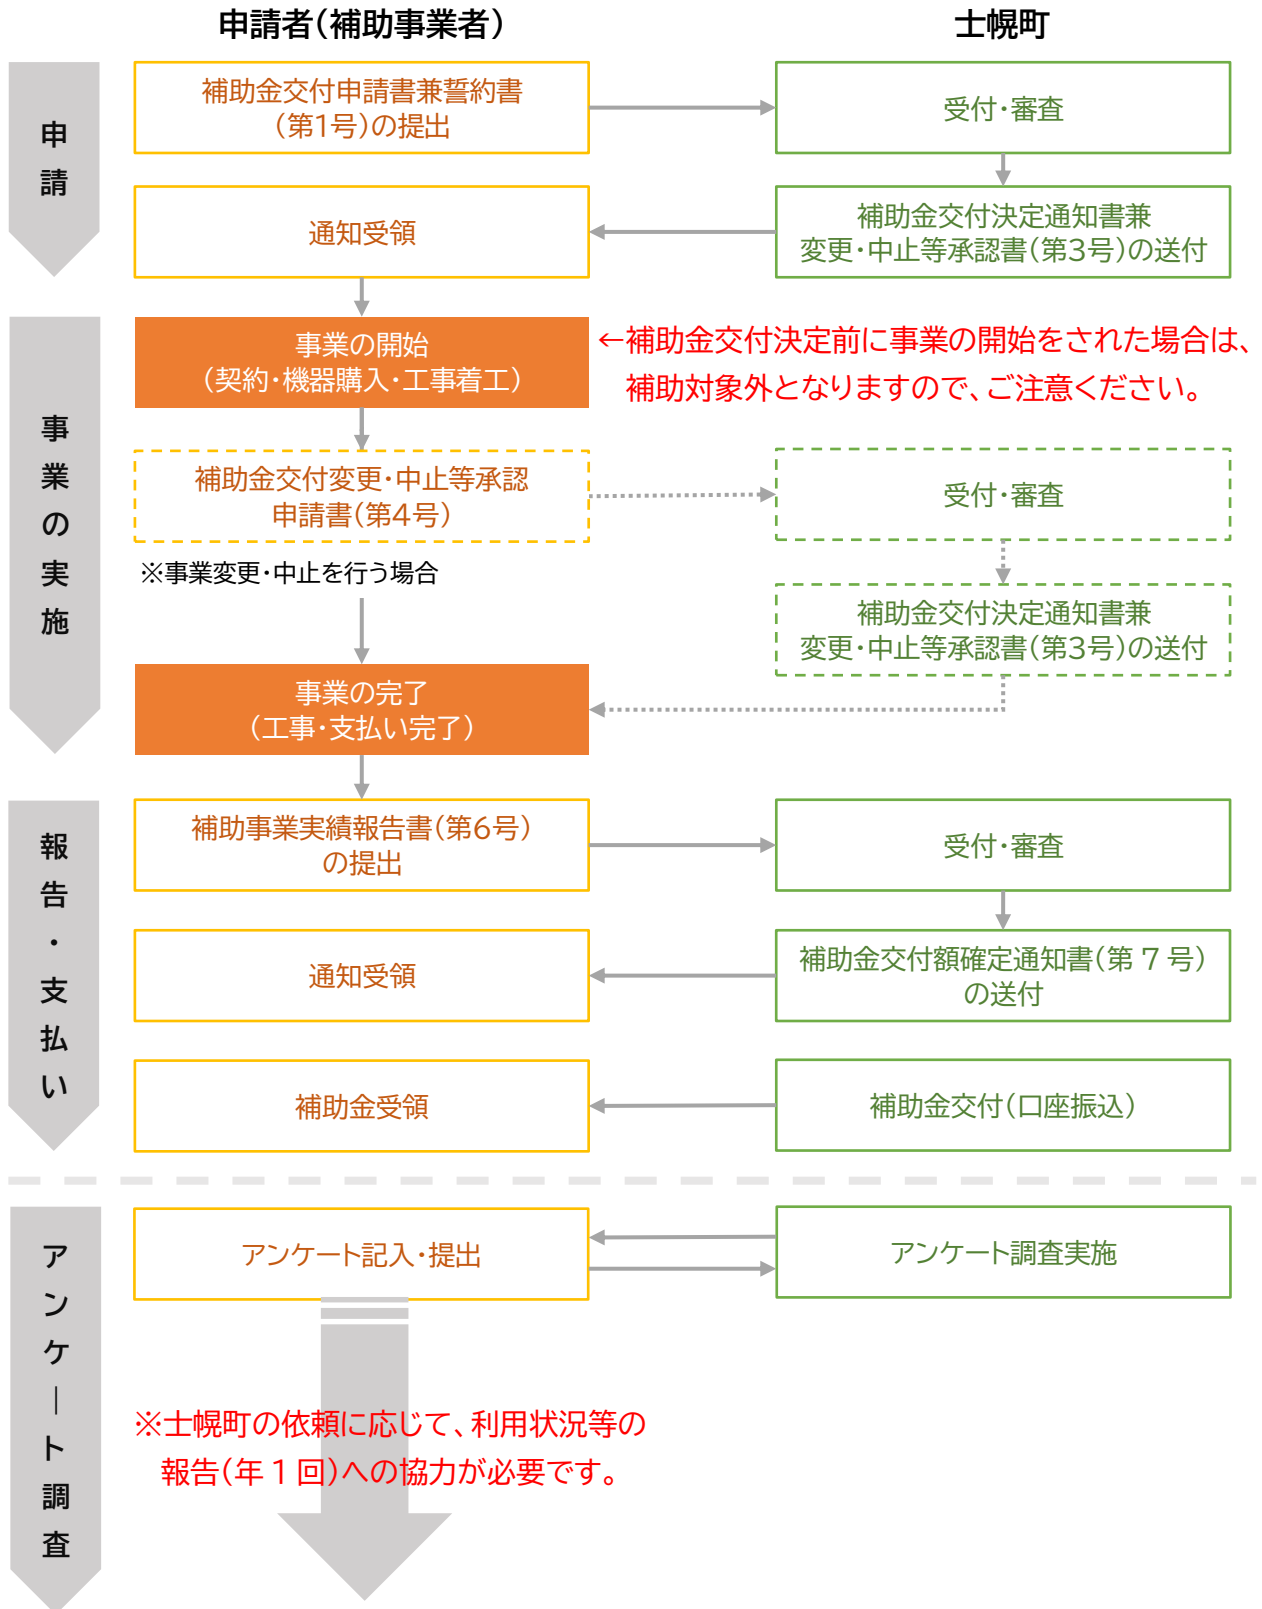 申請者(補助事業者)
士幌町
申請
補助金交付申請書兼誓約書
(第1号)の提出
受付・審査
通知受領
補助金交付決定通知書兼
変更・中止等承認書(第3号)の送付
事業の実施
事業の開始
(契約・機器購入・工事着工)
←補助金交付決定前に事業の開始をされた場合は、
補助対象外となりますので、ご注意ください。
補助金交付変更・中止等承認
申請書(第4号)
受付・審査
※事業変更・中止を行う場合
補助金交付決定通知書兼
変更・中止等承認書(第3号)の送付
事業の完了
(工事・支払い完了)
報告・支払い
補助事業実績報告書(第6号)
の提出
受付・審査
通知受領
補助金交付額確定通知書(第7号)
の送付
補助金受領
補助金交付(口座振込)
アンケート調査
アンケート記入・提出
アンケート調査実施
※士幌町の依頼に応じて、利用状況等の
報告(年1回)への協力が必要です。